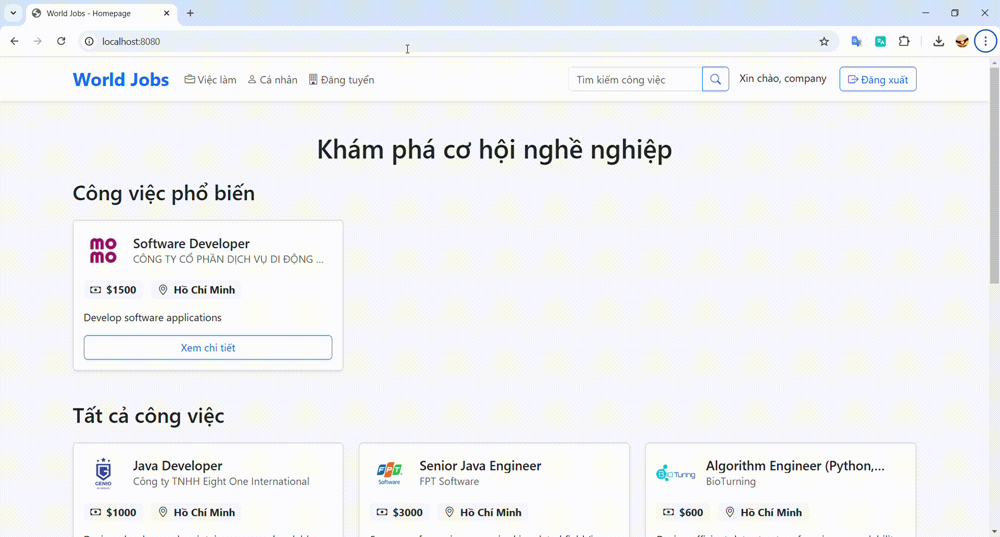 World Jobs - Homepage
localhost:8080
World Jobs
Việc làm
Cá nhân
Đăng tuyển
Tìm kiếm công việc
Xin chào, company
Đăng xuất
Khám phá cơ hội nghề nghiệp
Công việc phổ biến
mo
mo
Software Developer
CÔNG TY CỔ PHẦN DỊCH VỤ DI ĐỘNG ...
$1500
Hồ Chí Minh
Develop software applications
Xem chi tiết
Tất cả công việc
GENIO
ACADEMY
Java Developer
Công ty TNHH Eight One International
$1000
Hồ Chí Minh
FPT
Software
Senior Java Engineer
FPT Software
$3000
Hồ Chí Minh
BioTuring
Algorithm Engineer (Python,...
BioTurning
$600
Hồ Chí Minh